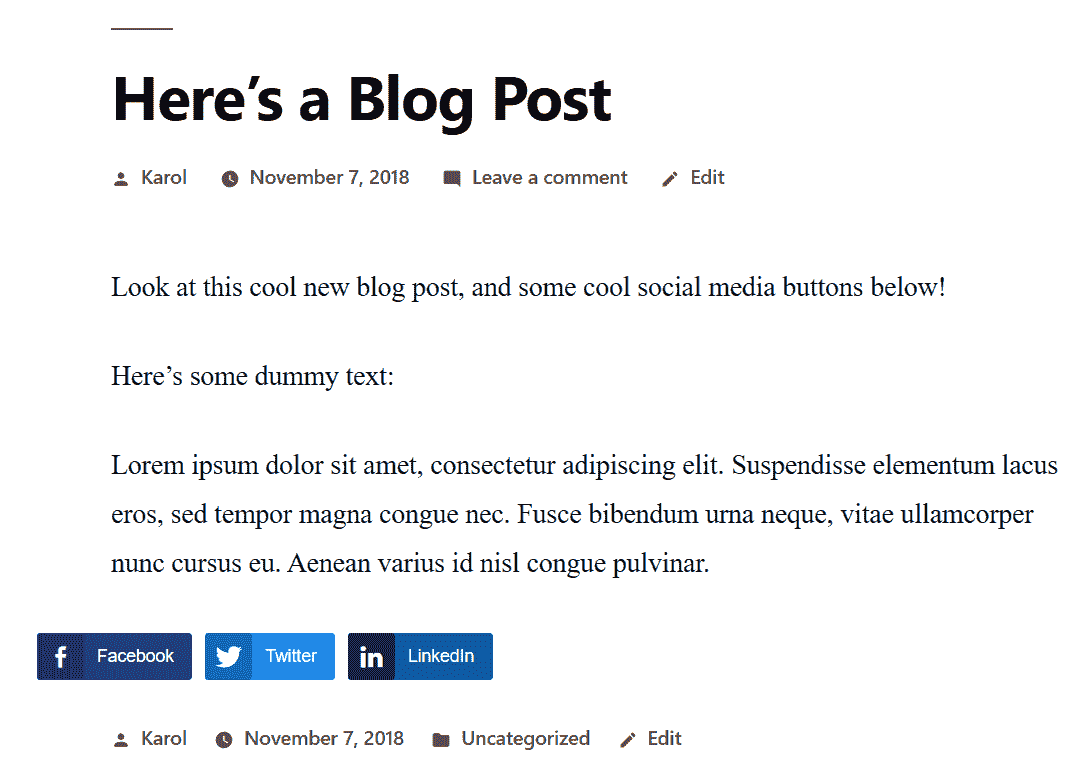 Here’s a Blog Post
Karol November 7, 2018 Leave a comment Edit
Look at this cool new blog post, and some cool social media buttons below!
Here’s some dummy text:
Lorem ipsum dolor sit amet, consectetur adipiscing elit. Suspendisse elementum lacus
eros, sed tempor magna congue nec. Fusce bibendum urna neque, vitae ullamcorper
nunc cursus eu. Aenean varius id nisl congue pulvinar.
Facebook Twitter LinkedIn
Karol November 7, 2018 Uncategorized Edit